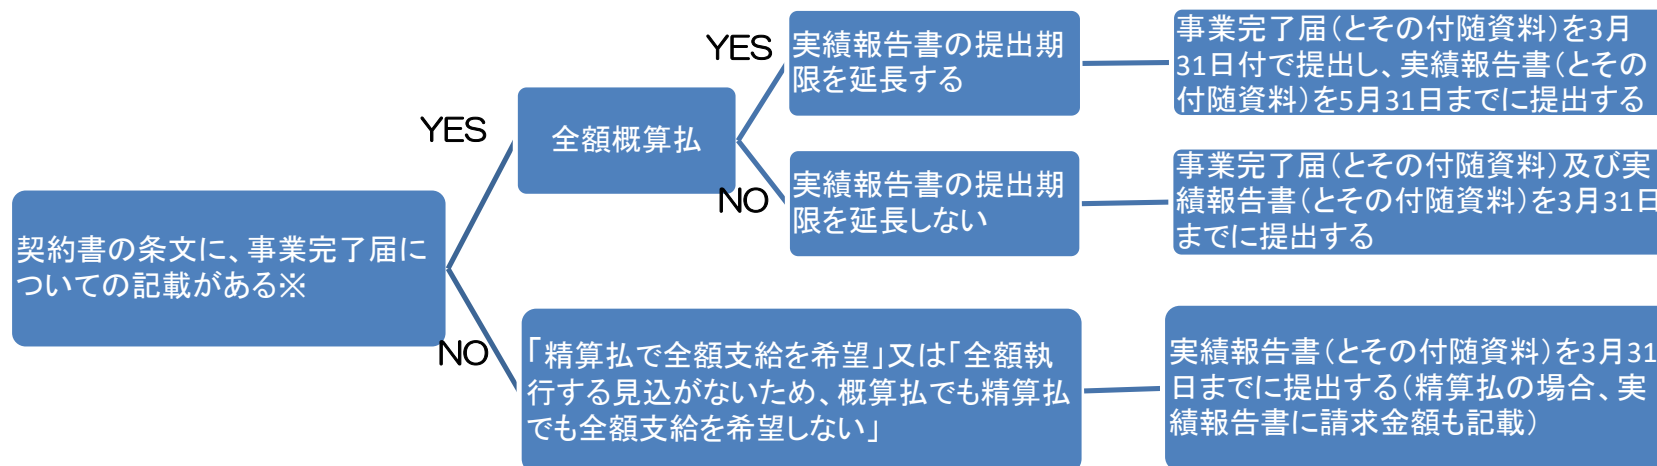 契約書の条文に、事業完了届に
ついての記載がある※
YES
全額概算払
YES
実績報告書の提出期
限を延長する
事業完了届(とその付随資料)を3月
31日付で提出し、実績報告書(とその
付随資料)を5月31日までに提出する
NO
実績報告書の提出期
限を延長しない
事業完了届(とその付随資料)及び実
績報告書(とその付随資料)を3月31日
までに提出する
NO
「精算払で全額支給を希望」又は「全額執
行する見込がないため、概算払でも精算払
でも全額支給を希望しない」
実績報告書(とその付随資料)を3月31
日までに提出する(精算払の場合、実
績報告書に請求金額も記載)